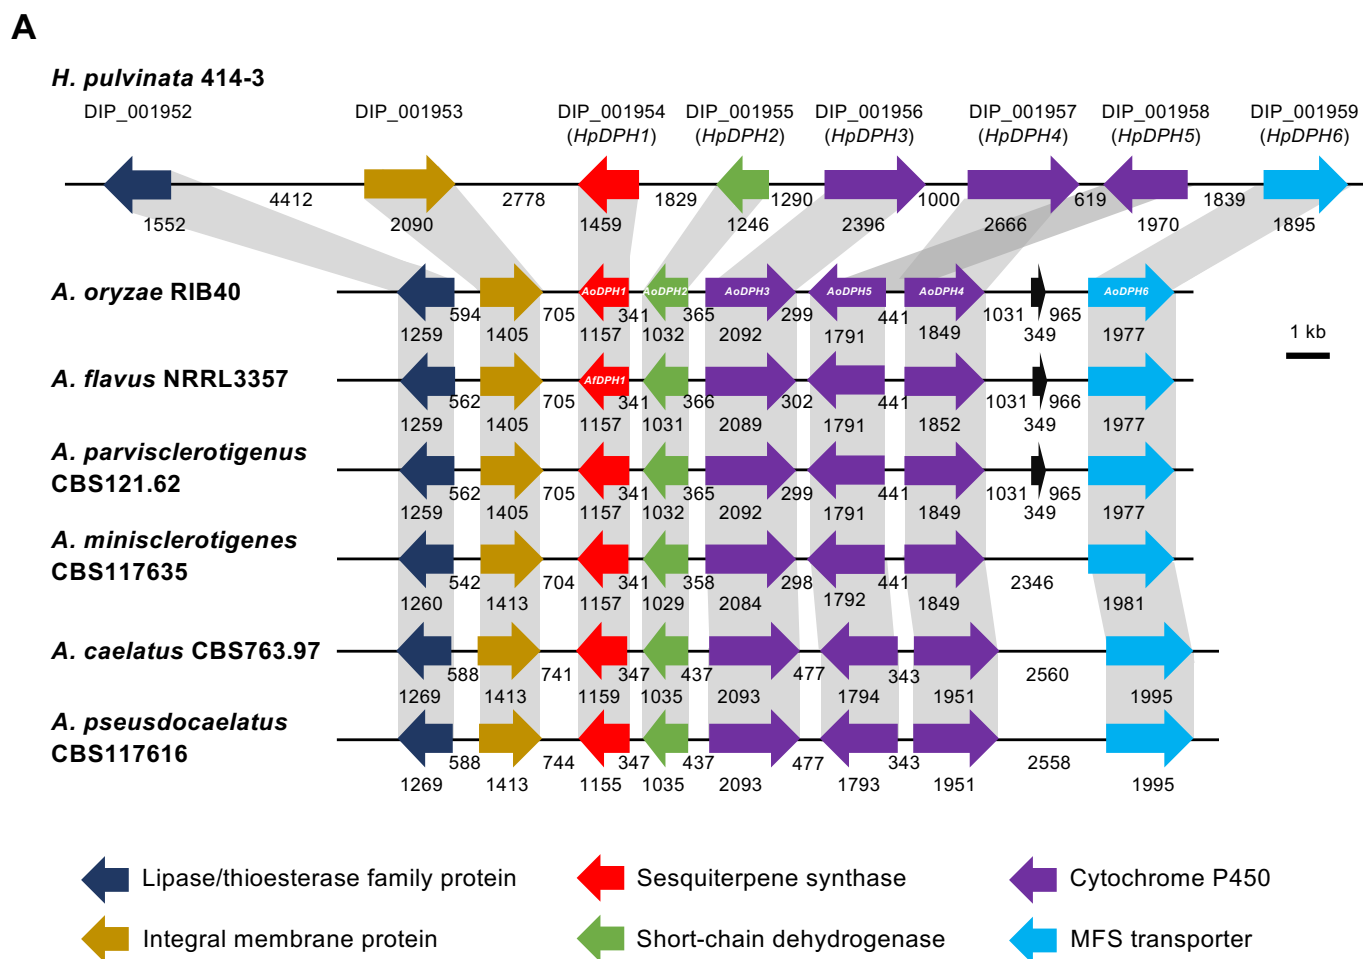 A
H. pulvinata 414-3
DIP_001952 DIP_001953 DIP_001954 DIP_001955 DIP_001956 DIP_001957 DIP_001958 DIP_001959
(HpDPH1) (HpDPH2) (HpDPH3) (HpDPH4) (HpDPH5) (HpDPH6)
4412 2778 1829 1290 1000 619 1839
1552 2090 1459 1246 2396 2666 1970 1895
A. oryzae RIB40 AoDPH1 AoDPH2 AoDPH3 AoDPH5 AoDPH4 AoDPH6
594 705 341 365 299 441 1031 965
1259 1405 1157 1032 2092 1791 1849 349 1977
1 kb
A. flavus NRRL3357 AfDPH1
562 705 341 366 302 441 1031 966
1259 1405 1157 1031 2089 1791 1852 349 1977
A. parvisclerotigenus
CBS121.62
562 705 341 365 299 441 1031 965
1259 1405 1157 1032 2092 1791 1849 349 1977
A. minisclerotigenes
CBS117635
542 704 341 358 298 441 2346
1260 1413 1157 1029 2084 1792 1849 1981
A. caelatus CBS763.97
588 741 347 437 477 343 2560
1269 1413 1159 1035 2093 1794 1951 1995
A. pseusdocaelatus
CBS117616
588 744 347 437 477 343 2558
1269 1413 1155 1035 2093 1793 1951 1995
Lipase/thioesterase family protein Sesquiterpene synthase Cytochrome P450
Integral membrane protein Short-chain dehydrogenase MFS transporter